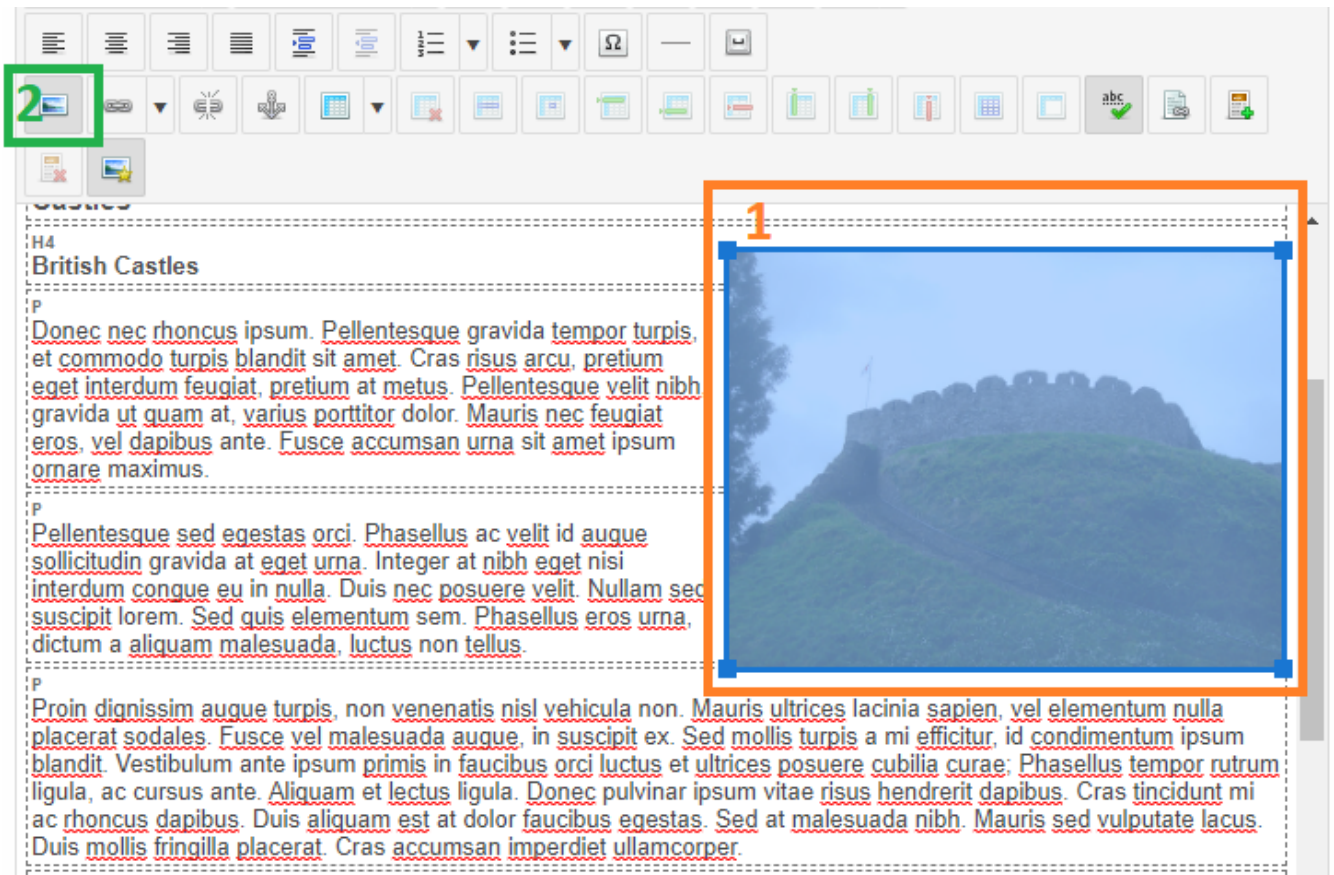 Ω
abc
2
Castles
1
H4
British Castles
P
Donec nec rhoncus ipsum. Pellentesque gravida tempor turpis,
et commodo turpis blandit sit amet. Cras risus arcu, pretium
eget interdum feugiat, pretium at metus. Pellentesque velit nibh
gravida ut quam at, varius porttitor dolor. Mauris nec feugiat
eros, vel dapibus ante. Fusce accumsan urna sit amet ipsum
ornare maximus.
P
Pellentesque sed egestas orci. Phasellus ac velit id augue
sollicitudin gravida at eget urna. Integer at nibh eget nisi
interdum congue eu in nulla. Duis nec posuere velit. Nullam sed
suscipit lorem. Sed quis elementum sem. Phasellus eros urna,
dictum a aliquam malesuada, luctus non tellus.
P
Proin dignissim augue turpis, non venenatis nisl vehicula non. Mauris ultrices lacinia sapien, vel elementum nulla
placerat sodales. Fusce vel malesuada augue, in suscipit ex. Sed mollis turpis a mi efficitur, id condimentum ipsum
blandit. Vestibulum ante ipsum primis in faucibus orci luctus et ultrices posuere cubilia curae; Phasellus tempor rutrum
ligula, ac cursus ante. Aliquam et lectus ligula. Donec pulvinar ipsum vitae risus hendrerit dapibus. Cras tincidunt mi
ac rhoncus dapibus. Duis aliquam est at dolor faucibus egestas. Sed at malesuada nibh. Mauris sed vulputate lacus.
Duis mollis fringilla placerat. Cras accumsan imperdiet ullamcorper.